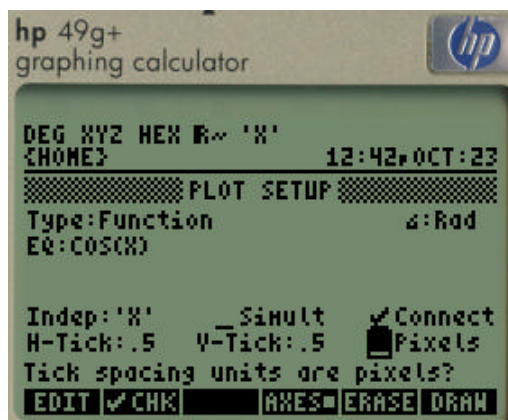 hp 49g+
graphing calculator
hp
DEG XYZ HEX R~ 'X'
{HOME} 12:42,OCT:23
PLOT SETUP
Type:Function ∠:Rad
EQ:COS(X)
Indep:'X' _Simult ✓Connect
H-Tick:.5 V-Tick:.5 Pixels
Tick spacing units are pixels?
EDIT ✓CHK AXES■ ERASE DRAW